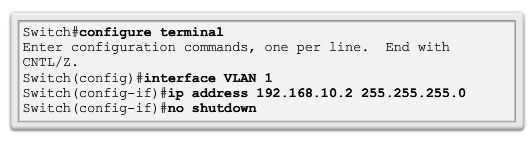 Switch#configure terminal
Enter configuration commands, one per line.  End with
CNTL/Z.
Switch(config)#interface VLAN 1
Switch(config-if)#ip address 192.168.10.2 255.255.255.0
Switch(config-if)#no shutdown